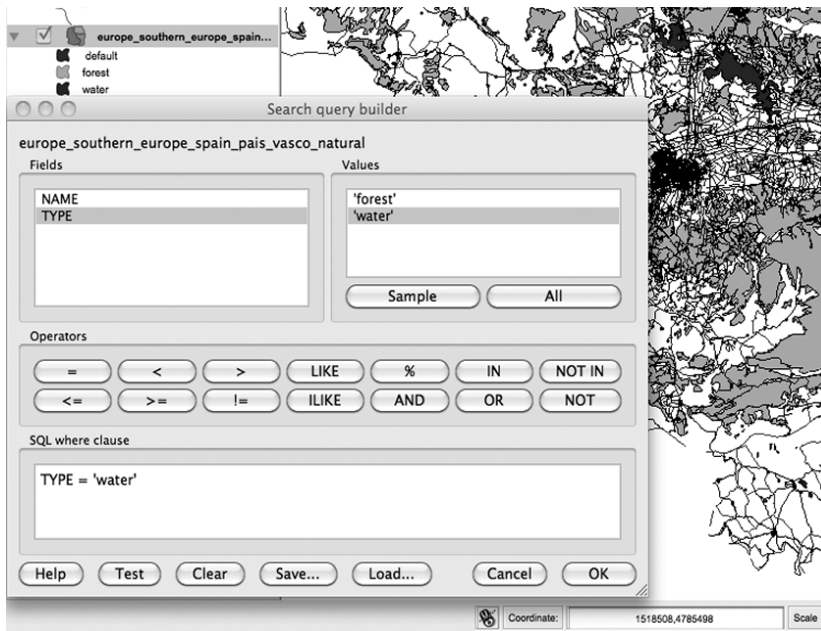 europe_southern_europe_spain...
default
forest
water
Search query builder
europe_southern_europe_spain_pais_vasco_natural
Fields
Values
NAME
TYPE
'forest'
'water'
Sample
All
Operators
= < > LIKE % IN NOT IN
<= >= != ILIKE AND OR NOT
SQL where clause
TYPE = 'water'
Help Test Clear Save... Load... Cancel OK
Coordinate: 1518508,4785498 Scale